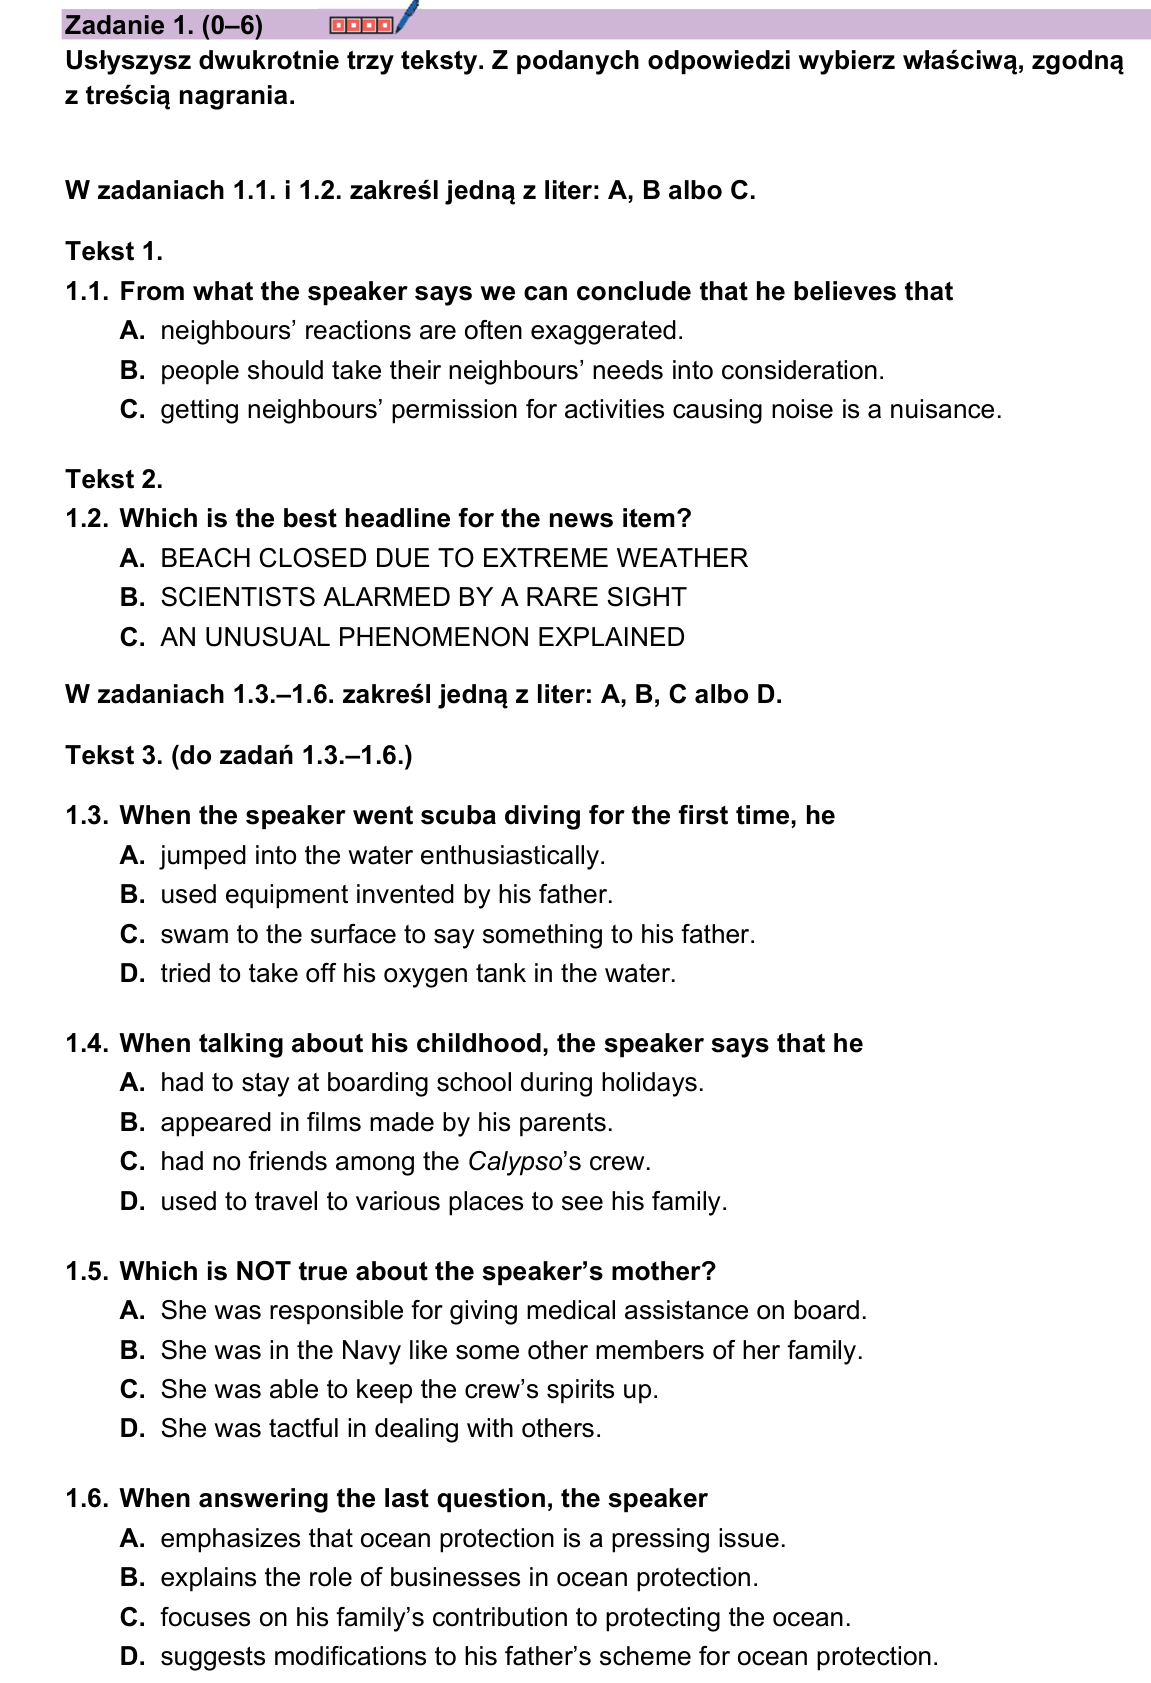 Zadanie 1. (0–6)
Usłyszysz dwukrotnie trzy teksty. Z podanych odpowiedzi wybierz właściwą, zgodną
z treścią nagrania.
W zadaniach 1.1. i 1.2. zakreśl jedną z liter: A, B albo C.
Tekst 1.
1.1. From what the speaker says we can conclude that he believes that
A. neighbours’ reactions are often exaggerated.
B. people should take their neighbours’ needs into consideration.
C. getting neighbours’ permission for activities causing noise is a nuisance.
Tekst 2.
1.2. Which is the best headline for the news item?
A. BEACH CLOSED DUE TO EXTREME WEATHER
B. SCIENTISTS ALARMED BY A RARE SIGHT
C. AN UNUSUAL PHENOMENON EXPLAINED
W zadaniach 1.3.–1.6. zakreśl jedną z liter: A, B, C albo D.
Tekst 3. (do zadań 1.3.–1.6.)
1.3. When the speaker went scuba diving for the first time, he
A. jumped into the water enthusiastically.
B. used equipment invented by his father.
C. swam to the surface to say something to his father.
D. tried to take off his oxygen tank in the water.
1.4. When talking about his childhood, the speaker says that he
A. had to stay at boarding school during holidays.
B. appeared in films made by his parents.
C. had no friends among the Calypso’s crew.
D. used to travel to various places to see his family.
1.5. Which is NOT true about the speaker’s mother?
A. She was responsible for giving medical assistance on board.
B. She was in the Navy like some other members of her family.
C. She was able to keep the crew’s spirits up.
D. She was tactful in dealing with others.
1.6. When answering the last question, the speaker
A. emphasizes that ocean protection is a pressing issue.
B. explains the role of businesses in ocean protection.
C. focuses on his family’s contribution to protecting the ocean.
D. suggests modifications to his father’s scheme for ocean protection.